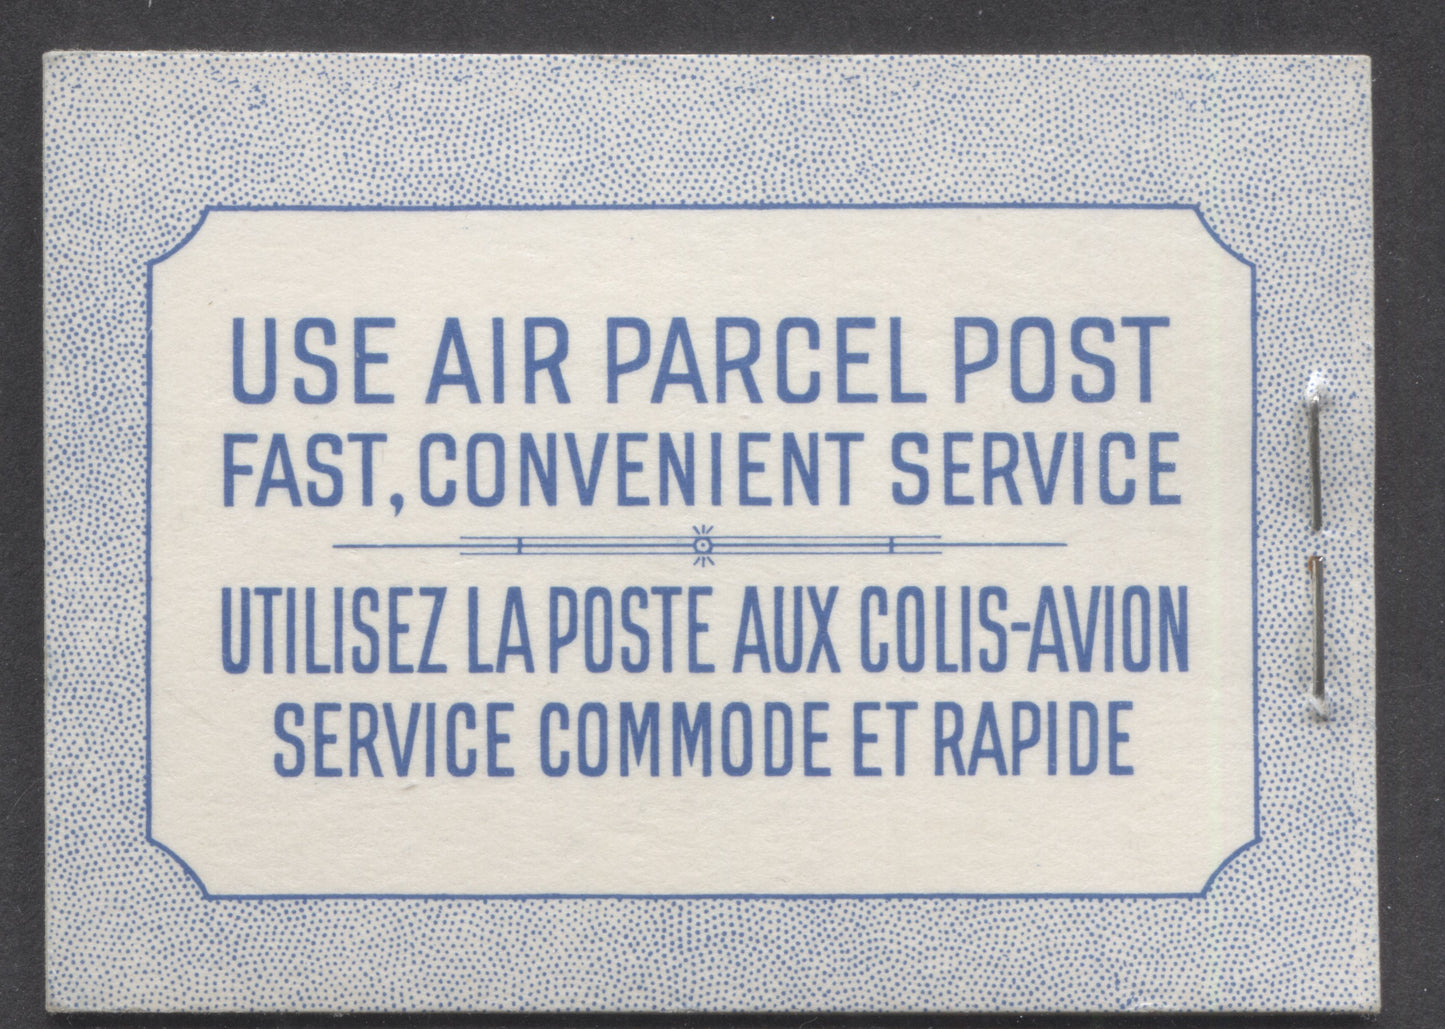 USE AIR PARCEL POST
FAST, CONVENIENT SERVICE
UTILISEZ LA POSTE AUX COLIS-AVION
SERVICE COMMODE ET RAPIDE